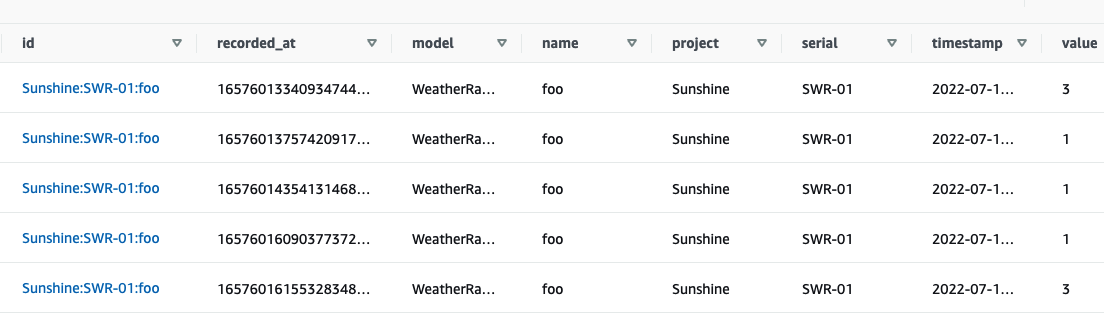 id recorded_at model name project serial timestamp value
Sunshine:SWR-01:foo 16576013340934744... WeatherRa... foo Sunshine SWR-01 2022-07-1... 3
Sunshine:SWR-01:foo 16576013757420917... WeatherRa... foo Sunshine SWR-01 2022-07-1... 1
Sunshine:SWR-01:foo 16576014354131468... WeatherRa... foo Sunshine SWR-01 2022-07-1... 1
Sunshine:SWR-01:foo 16576016090377372... WeatherRa... foo Sunshine SWR-01 2022-07-1... 1
Sunshine:SWR-01:foo 16576016155328348... WeatherRa... foo Sunshine SWR-01 2022-07-1... 3